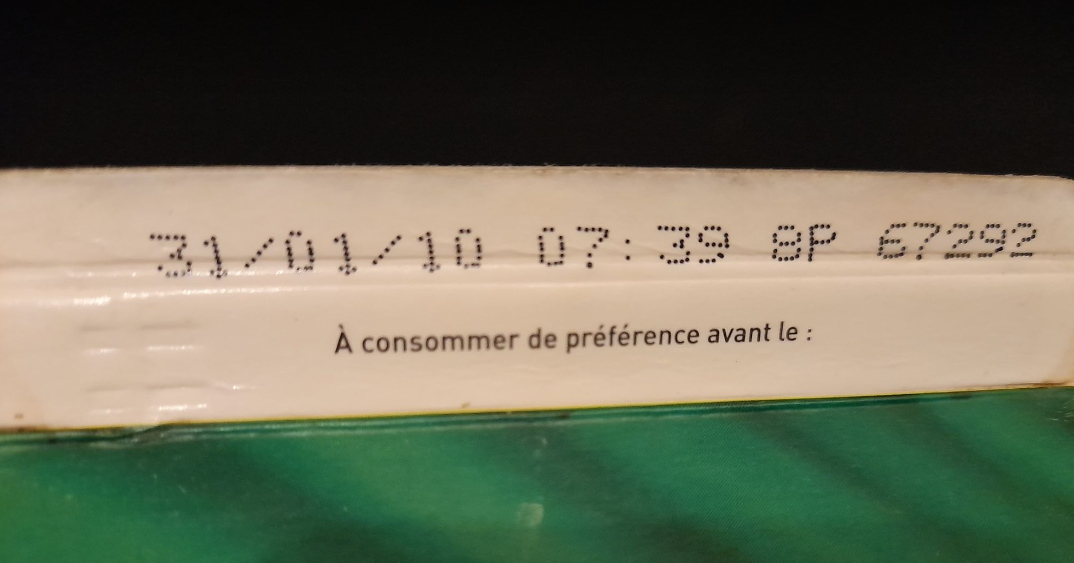 31/01/10 07:39 8P 67292
À consommer de préférence avant le :